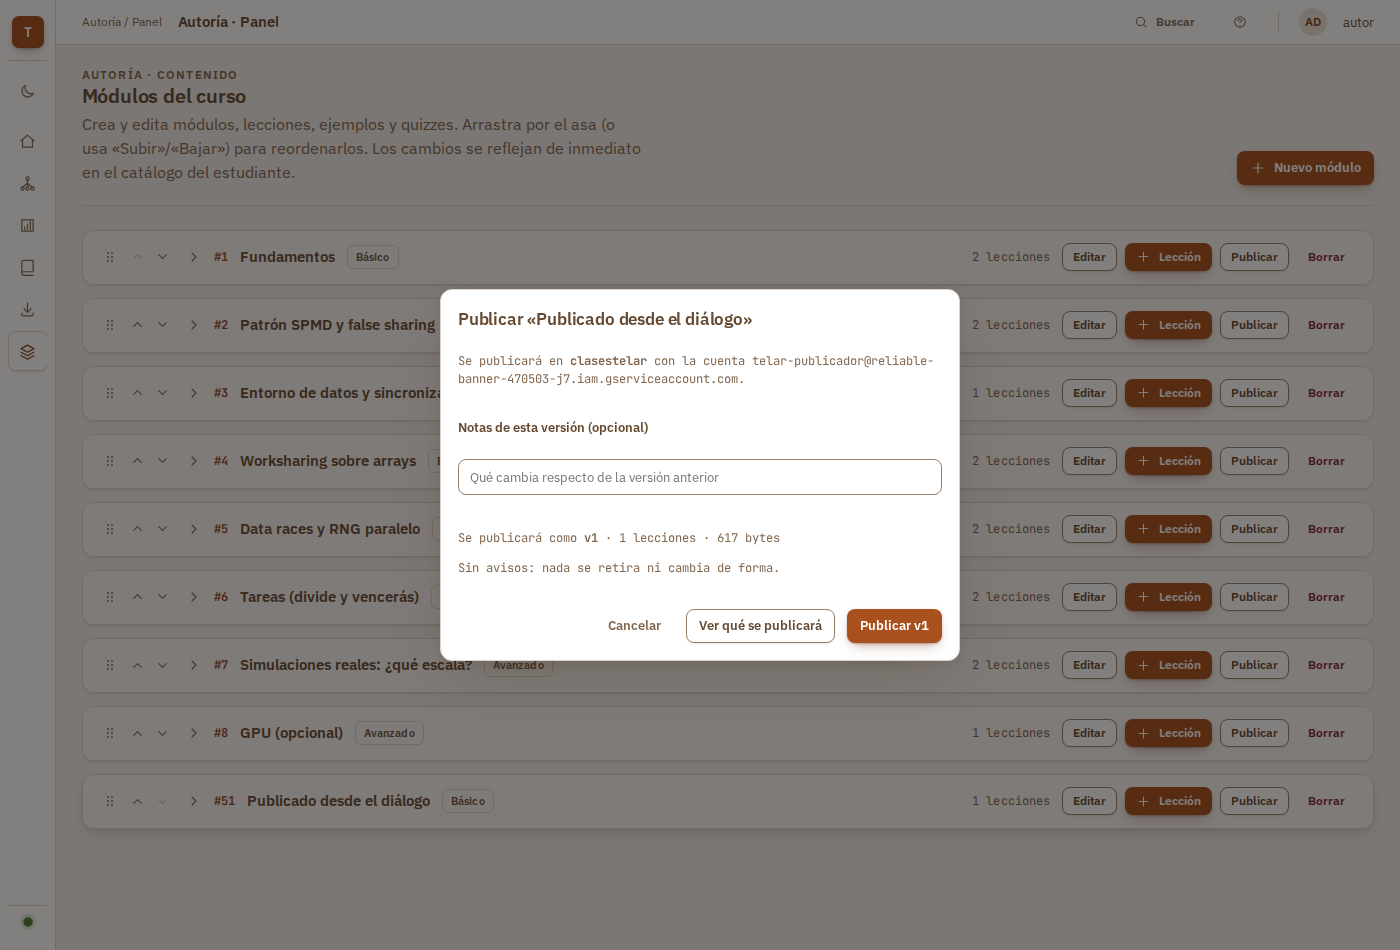 T
Autoría / Panel
Autoría · Panel
Buscar
AD
autor
AUTORÍA · CONTENIDO
Módulos del curso
Crea y edita módulos, lecciones, ejemplos y quizzes. Arrastra por el asa (o
usa «Subir»/«Bajar») para reordenarlos. Los cambios se reflejan de inmediato
en el catálogo del estudiante.
Nuevo módulo
#1 Fundamentos Básico 2 lecciones Editar Lección Publicar Borrar
#2 Patrón SPMD y false sharing 2 lecciones Editar Lección Publicar Borrar
#3 Entorno de datos y sincroniza 1 lecciones Editar Lección Publicar Borrar
#4 Worksharing sobre arrays 2 lecciones Editar Lección Publicar Borrar
#5 Data races y RNG paralelo 2 lecciones Editar Lección Publicar Borrar
#6 Tareas (divide y vencerás) 2 lecciones Editar Lección Publicar Borrar
#7 Simulaciones reales: ¿qué escala? Avanzado 2 lecciones Editar Lección Publicar Borrar
#8 GPU (opcional) Avanzado 1 lecciones Editar Lección Publicar Borrar
#51 Publicado desde el diálogo Básico 1 lecciones Editar Lección Publicar Borrar
Publicar «Publicado desde el diálogo»
Se publicará en clasestelar con la cuenta telar-publicador@reliable-
banner-470503-j7.iam.gserviceaccount.com.
Notas de esta versión (opcional)
Qué cambia respecto de la versión anterior
Se publicará como v1 · 1 lecciones · 617 bytes
Sin avisos: nada se retira ni cambia de forma.
Cancelar
Ver qué se publicará
Publicar v1